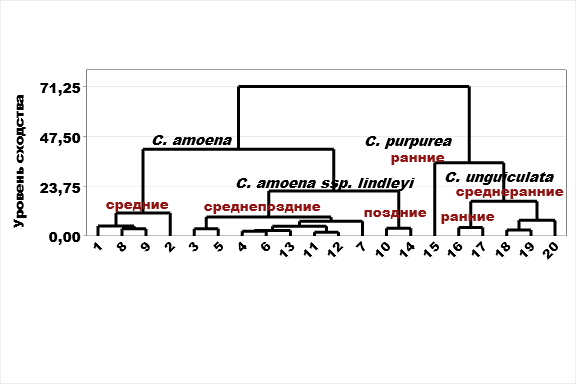 Уровень сходства
71,25
47,50
23,75
0,00
C. amoena
C. purpurea
ранние
C. unguiculata
C. amoena ssp. lindleyi
среднеранние
средние
среднепоздние
поздние
ранние
1 8 9 2 3 5 4 6 13 11 12 7 10 14 15 16 17 18 19 20